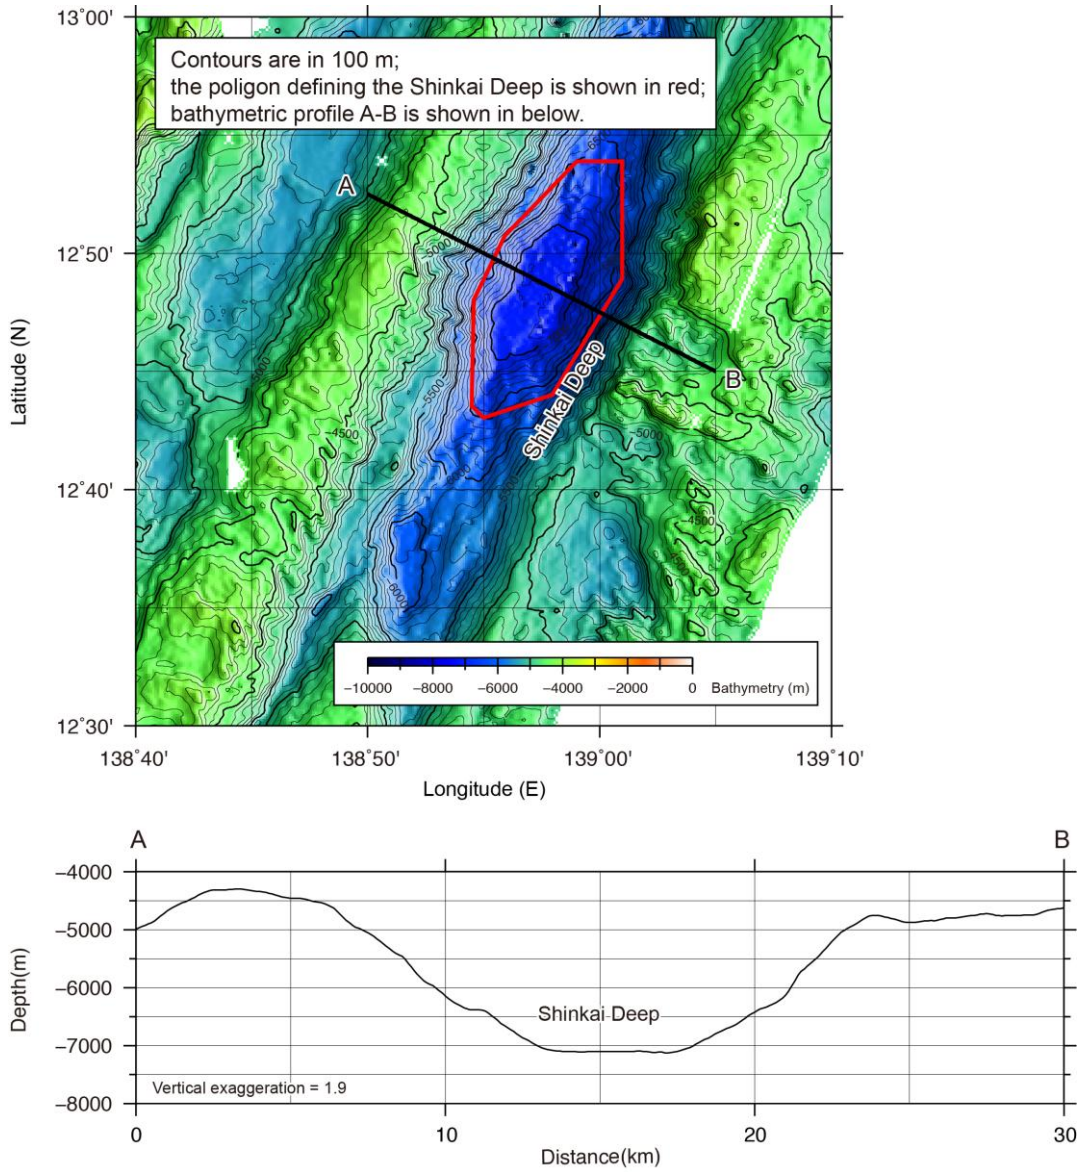 Contours are in 100 m;
the poligon defining the Shinkai Deep is shown in red;
bathymetric profile A-B is shown in below.
13°00'
12°50'
12°40'
12°30'
Latitude (N)
A
B
Shinkai Deep
-6500
-5000
-5500
-4500
-6000
-5000
-4500
-6000
-10000 -8000 -6000 -4000 -2000 0 Bathymetry (m)
138°40' 138°50' 139°00' 139°10'
Longitude (E)
A B
-4000
-5000
-6000
-7000
-8000
Depth(m)
Shinkai Deep
Vertical exaggeration = 1.9
0 10 20 30
Distance(km)